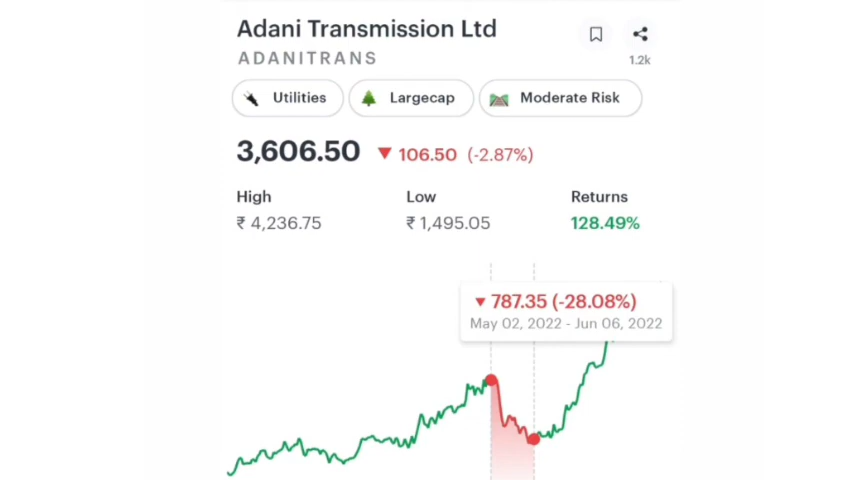 Adani Transmission Ltd
ADANITRANS
1.2k
Utilities Largecap Moderate Risk
3,606.50 ▼ 106.50 (-2.87%)
High Low Returns
₹ 4,236.75 ₹ 1,495.05 128.49%
▼ 787.35 (-28.08%)
May 02, 2022 - Jun 06, 2022